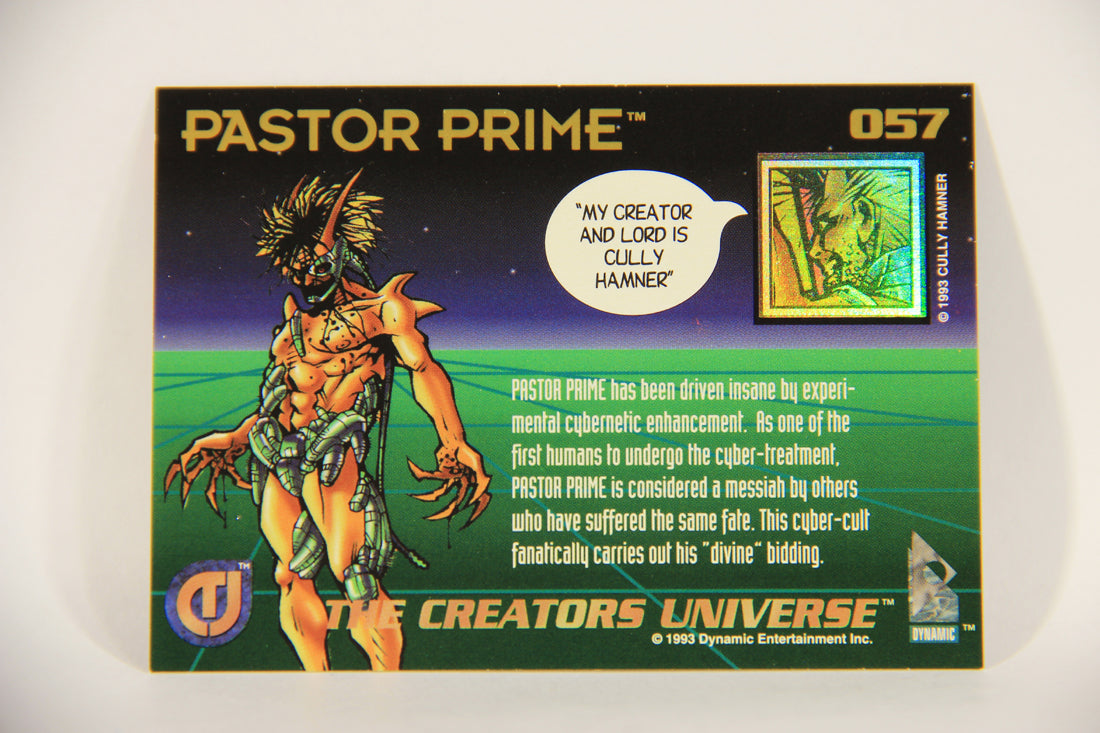 PASTOR PRIME™
057
"MY CREATOR
AND LORD IS
CULLY
HAMNER"
© 1993 CULLY HAMNER
PASTOR PRIME has been driven insane by experi-
mental cybernetic enhancement. As one of the
first humans to undergo the cyber-treatment,
PASTOR PRIME is considered a messiah by others
who have suffered the same fate. This cyber-cult
fanatically carries out his "divine" bidding.
TM
THE CREATORS UNIVERSE™
© 1993 Dynamic Entertainment Inc.
DYNAMIC TM